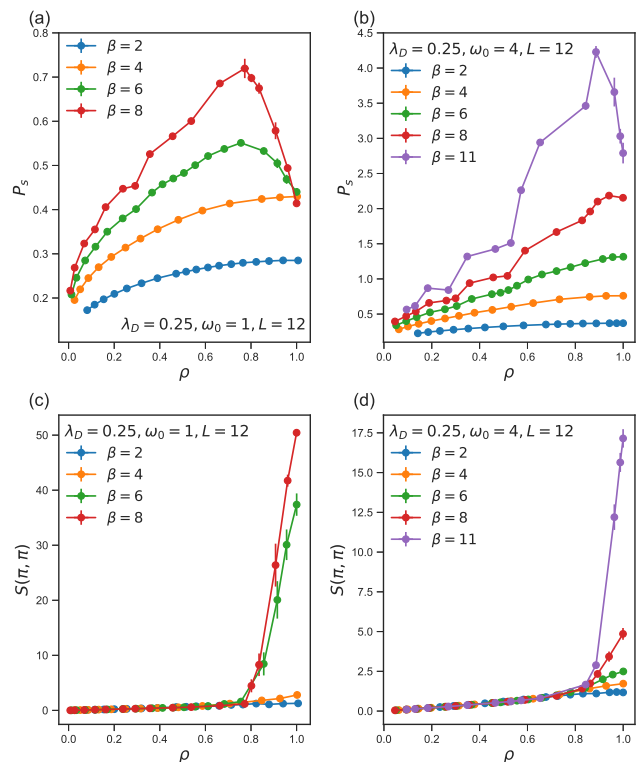 (a)
0.8
0.7
0.6
0.5
0.4
0.3
0.2
P_s
β = 2
β = 4
β = 6
β = 8
λ_D = 0.25, ω_0 = 1, L = 12
0.0
0.2
0.4
0.6
0.8
1.0
ρ
(b)
4.5
4.0
3.5
3.0
2.5
2.0
1.5
1.0
0.5
P_s
λ_D = 0.25, ω_0 = 4, L = 12
β = 2
β = 4
β = 6
β = 8
β = 11
0.0
0.2
0.4
0.6
0.8
1.0
ρ
(c)
50
40
30
20
10
0
S(π, π)
λ_D = 0.25, ω_0 = 1, L = 12
β = 2
β = 4
β = 6
β = 8
0.0
0.2
0.4
0.6
0.8
1.0
ρ
(d)
17.5
15.0
12.5
10.0
7.5
5.0
2.5
0.0
S(π, π)
λ_D = 0.25, ω_0 = 4, L = 12
β = 2
β = 4
β = 6
β = 8
β = 11
0.0
0.2
0.4
0.6
0.8
1.0
ρ